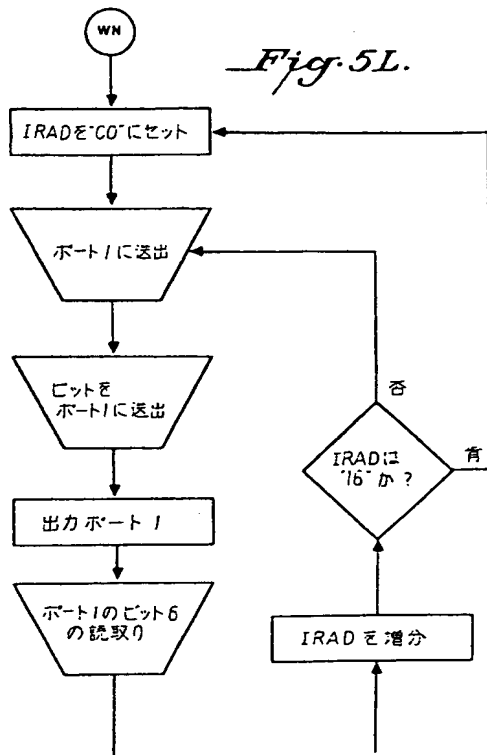 WN
Fig. 5L.
IRADを"C0"にセット
ポート1に送出
ビットを
ポート1に送出
出力ポート 1
ポート1のビット6
の読取り
否
IRADは
"16"か？
肯
IRADを増分